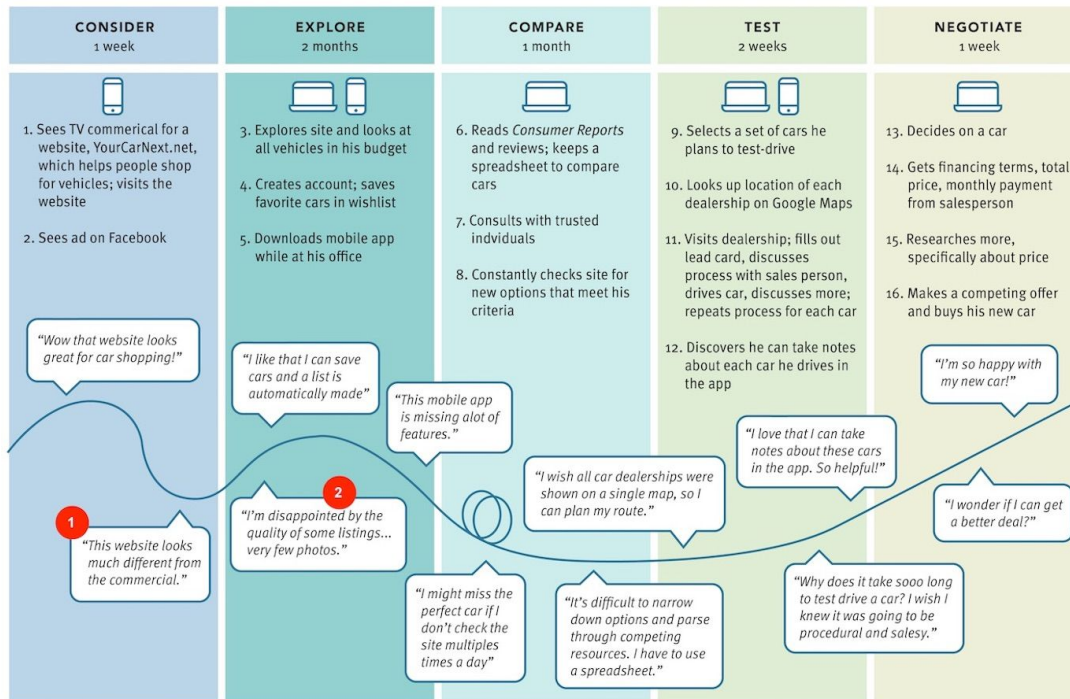 CONSIDER
1 week
EXPLORE
2 months
COMPARE
1 month
TEST
2 weeks
NEGOTIATE
1 week
1. Sees TV commerical for a
website, YourCarNext.net,
which helps people shop
for vehicles; visits the
website
2. Sees ad on Facebook
3. Explores site and looks at
all vehicles in his budget
4. Creates account; saves
favorite cars in wishlist
5. Downloads mobile app
while at his office
6. Reads Consumer Reports
and reviews; keeps a
spreadsheet to compare
cars
7. Consults with trusted
indviduals
8. Constantly checks site for
new options that meet his
criteria
9. Selects a set of cars he
plans to test-drive
10. Looks up location of each
dealership on Google Maps
11. Visits dealership; fills out
lead card, discusses
process with sales person,
drives car, discusses more;
repeats process for each car
12. Discovers he can take notes
about each car he drives in
the app
13. Decides on a car
14. Gets financing terms, total
price, monthly payment
from salesperson
15. Researches more,
specifically about price
16. Makes a competing offer
and buys his new car
“Wow that website looks
great for car shopping!”
1
“This website looks
much different from
the commercial.”
“I like that I can save
cars and a list is
automatically made”
2
“I’m disappointed by the
quality of some listings...
very few photos.”
“This mobile app
is missing alot of
features.”
“I might miss the
perfect car if I
don’t check the
site multiples
times a day”
“It’s difficult to narrow
down options and parse
through competing
resources. I have to use
a spreadsheet.”
“I wish all car dealerships were
shown on a single map, so I
can plan my route.”
“I love that I can take
notes about these cars
in the app. So helpful!”
“Why does it take sooo long
to test drive a car? I wish I
knew it was going to be
procedural and salesy.”
“I’m so happy with
my new car!”
“I wonder if I can get
a better deal?”